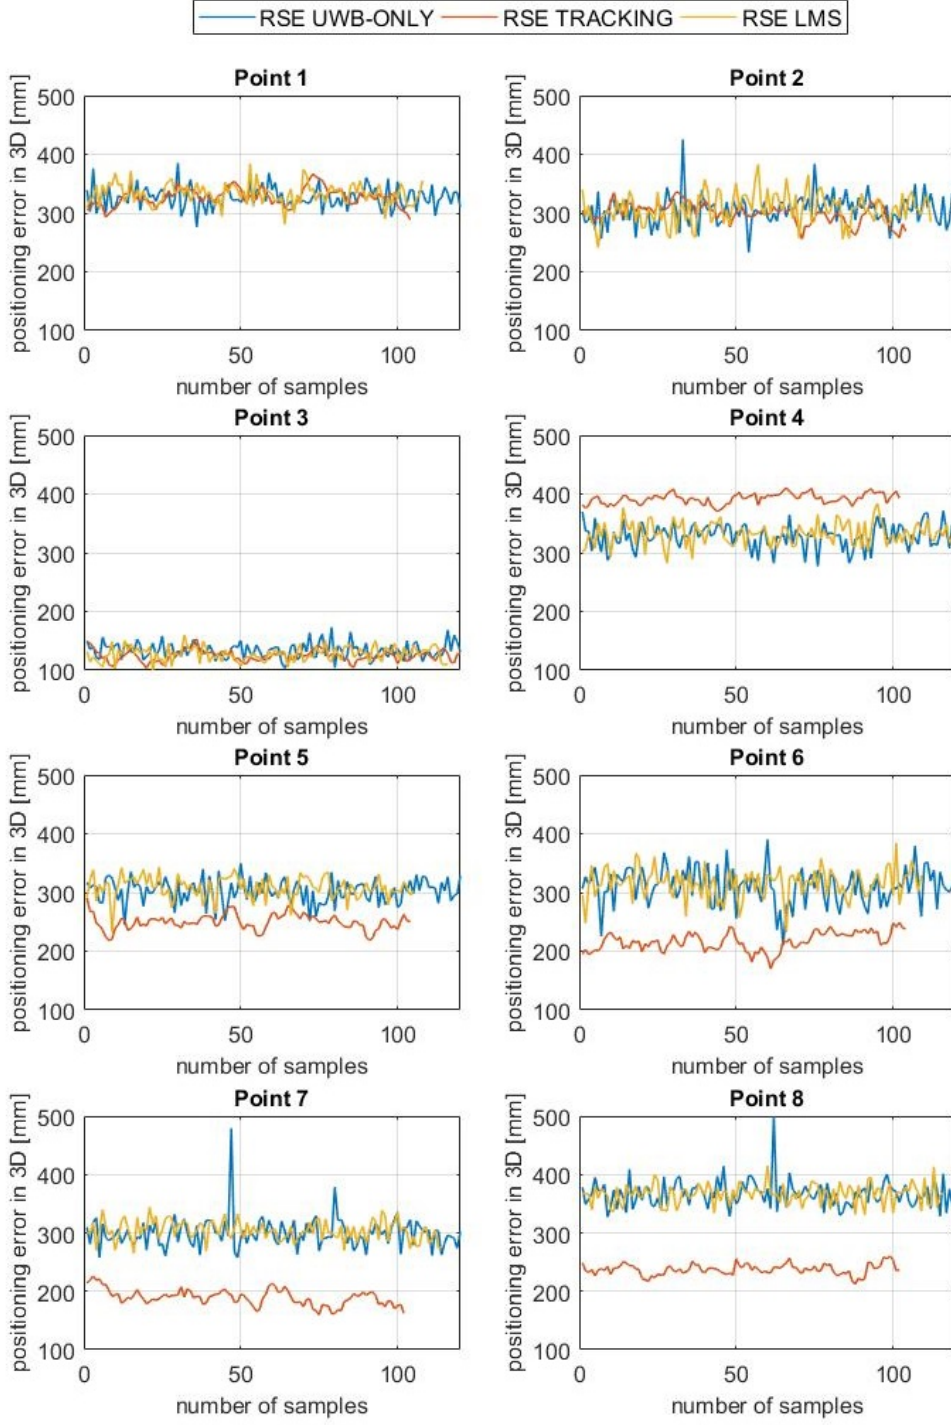 RSE UWB-ONLY RSE TRACKING RSE LMS
Point 1
positioning error in 3D [mm]
500
400
300
200
100
0 50 100
number of samples
Point 2
positioning error in 3D [mm]
500
400
300
200
100
0 50 100
number of samples
Point 3
positioning error in 3D [mm]
500
400
300
200
100
0 50 100
number of samples
Point 4
positioning error in 3D [mm]
500
400
300
200
100
0 50 100
number of samples
Point 5
positioning error in 3D [mm]
500
400
300
200
100
0 50 100
number of samples
Point 6
positioning error in 3D [mm]
500
400
300
200
100
0 50 100
number of samples
Point 7
positioning error in 3D [mm]
500
400
300
200
100
0 50 100
number of samples
Point 8
positioning error in 3D [mm]
500
400
300
200
100
0 50 100
number of samples